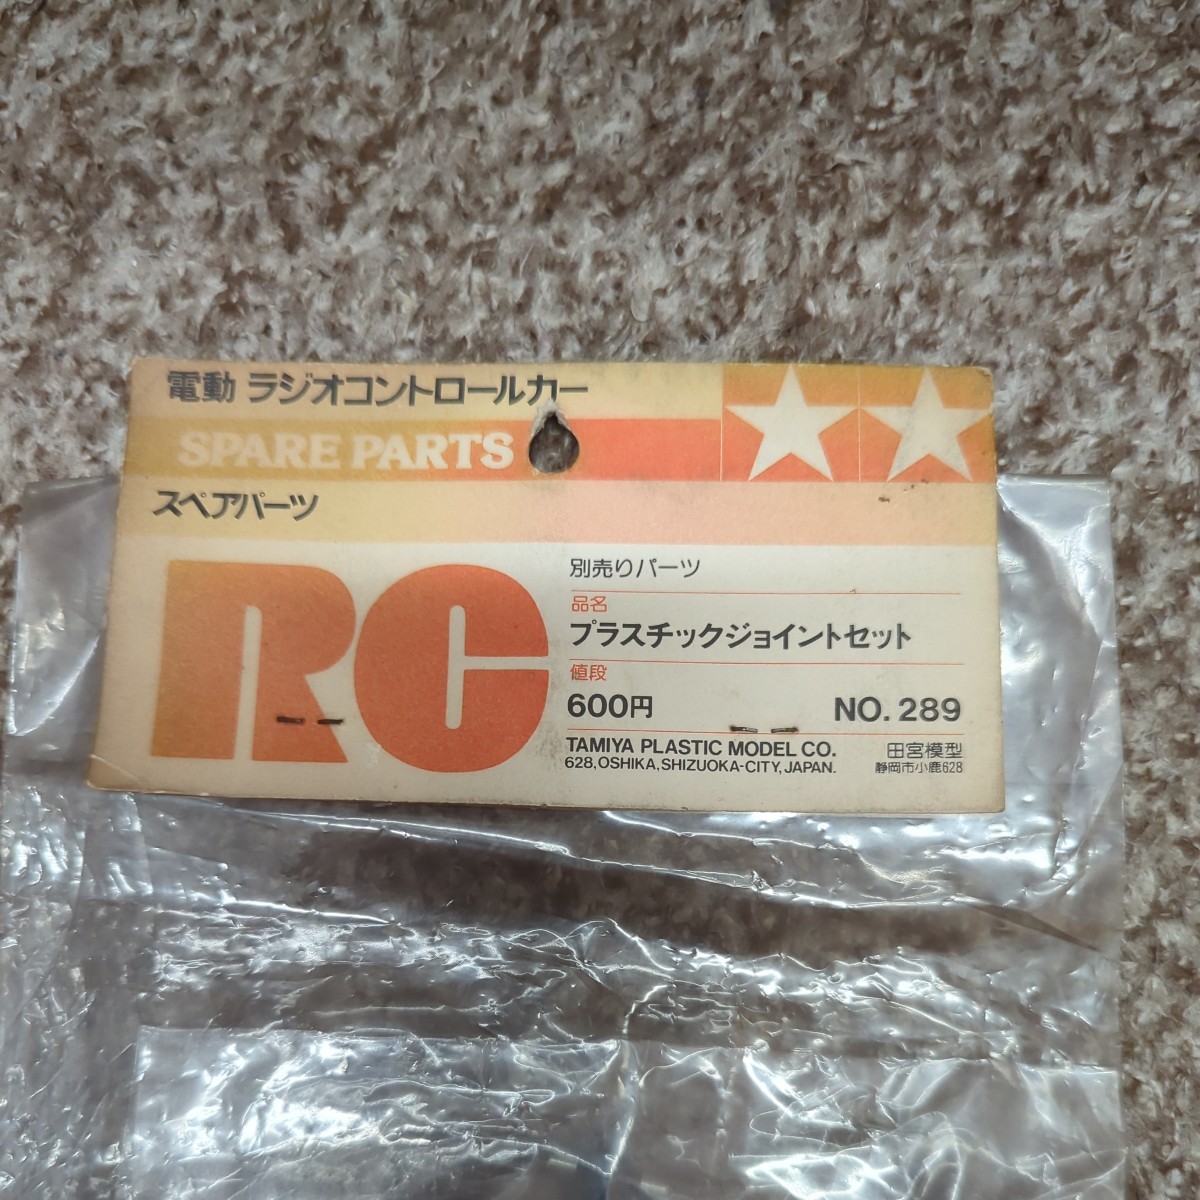 電動 ラジオコントロールカー
SPARE PARTS
スペアパーツ
RC
別売りパーツ
品名
プラスチックジョイントセット
値段
600円
NO. 289
TAMIYA PLASTIC MODEL CO.
628, OSHIKA, SHIZUOKA-CITY, JAPAN.
田宮模型
静岡市小鹿628